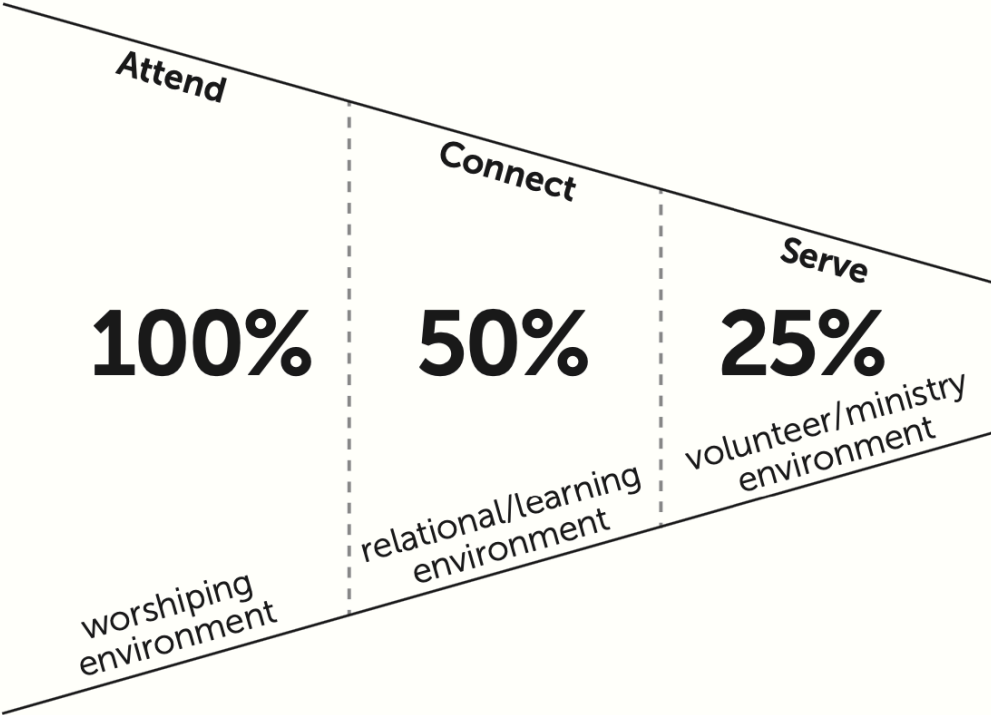 Attend
100%
worshiping
environment
Connect
50%
relational/learning
environment
Serve
25%
volunteer/ministry
environment